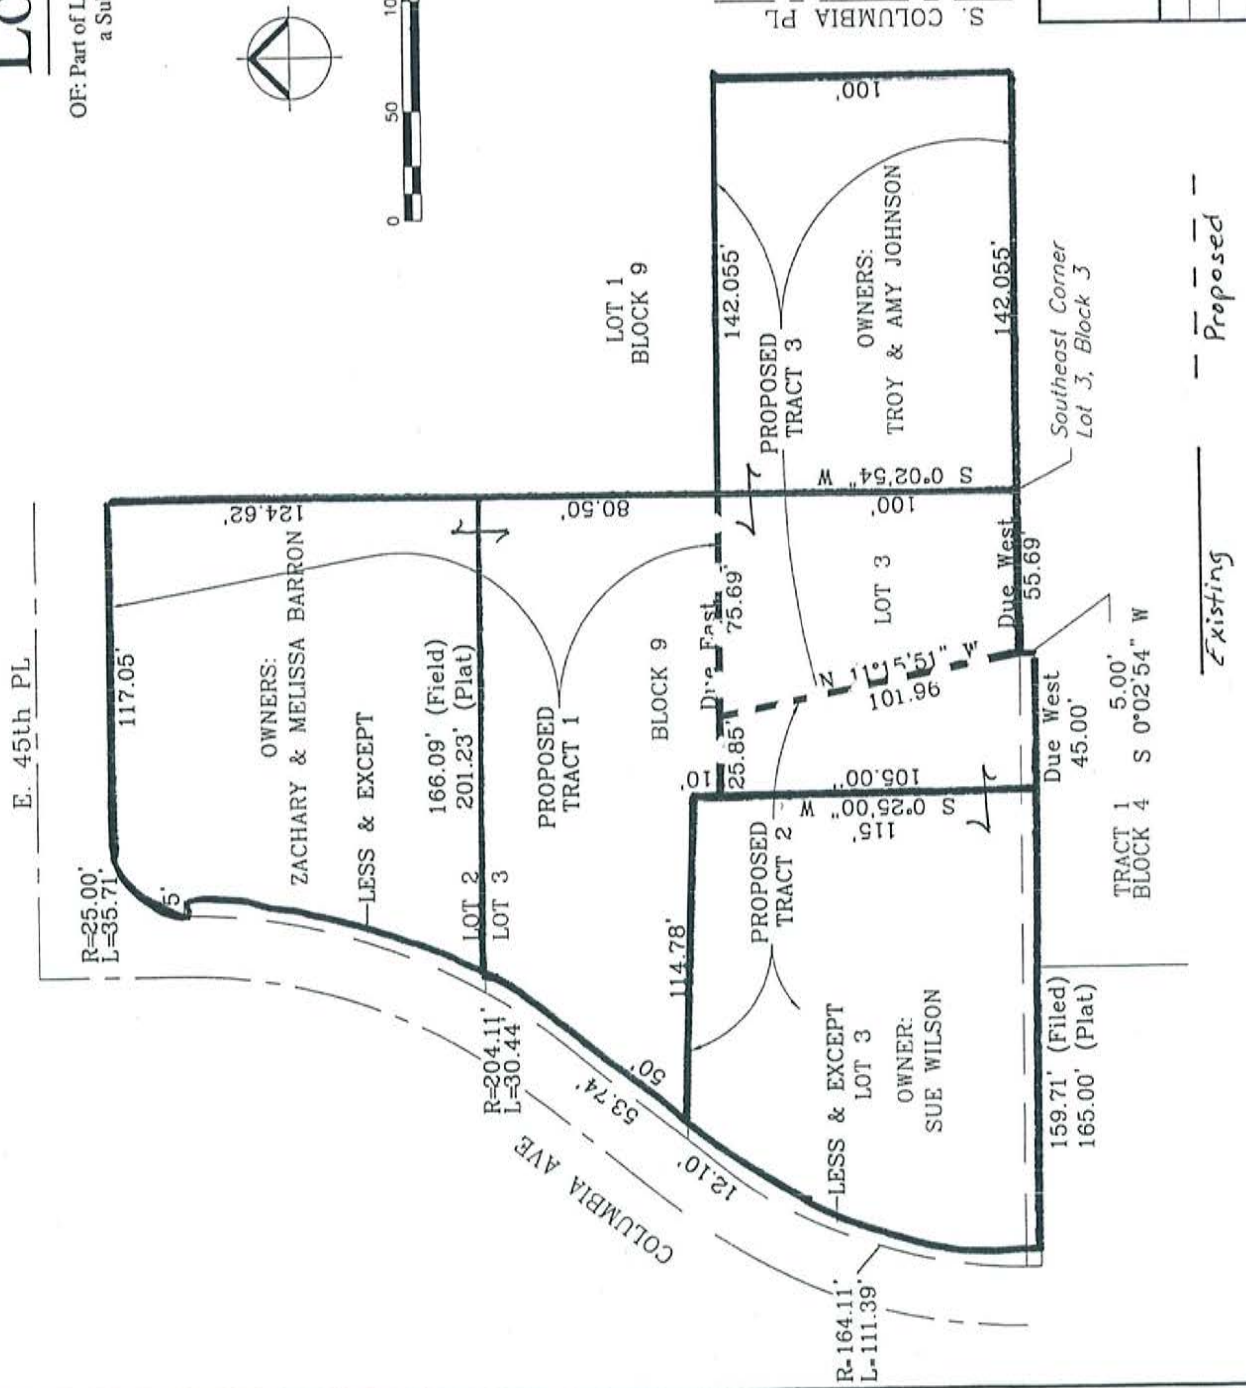 LO
OF: Part of L
a Su
0
50
10
S. COLUMBIA PL
E. 45th PL
117.05'
R=25.00'
L=35.71'
5'
124.62'
OWNERS:
ZACHARY & MELISSA BARRON
LESS & EXCEPT
166.09' (Field)
201.23' (Plat)
LOT 2
LOT 3
80.50'
PROPOSED
TRACT 1
BLOCK 9
LOT 1
BLOCK 9
142.055'
100'
PROPOSED
TRACT 3
OWNERS:
TROY & AMY JOHNSON
142.055'
S 0°02'54" W
100'
Southeast Corner
Lot 3, Block 3
Due East
75.69'
25.85'
10'
LOT 3
Due West
55.69'
N 11°15'51" W
101.96
105.00'
S 0°25'00" W
115'
Due West
45.00'
5.00'
S 0°02'54" W
TRACT 1
BLOCK 4
PROPOSED
TRACT 2
114.78'
R=204.11'
L=30.44'
50'
53.74'
12.10'
COLUMBIA AVE
LESS & EXCEPT
LOT 3
OWNER:
SUE WILSON
159.71' (Filed)
165.00' (Plat)
R=164.11'
L=111.39'
Existing
Proposed